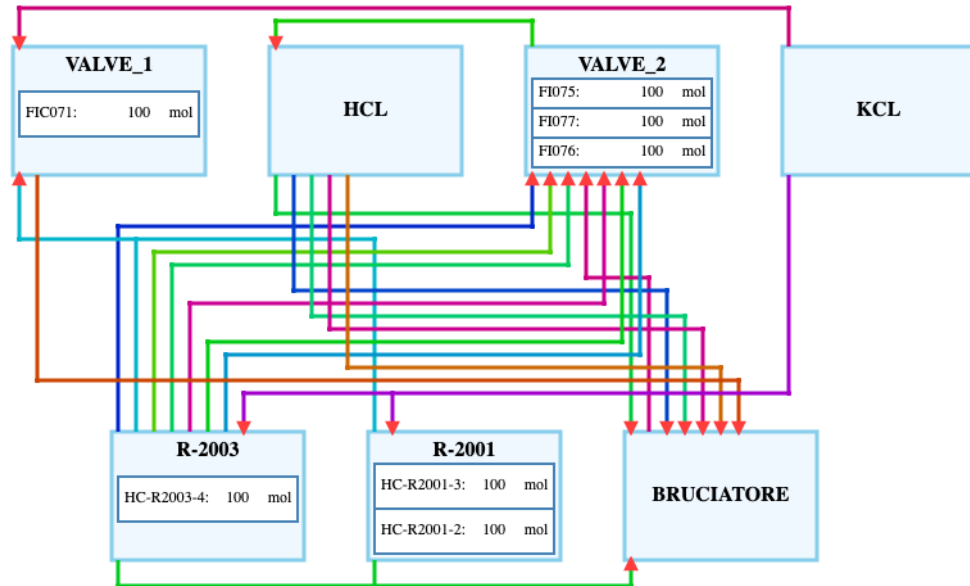 VALVE_1
FIC071: 100 mol
HCL
VALVE_2
FI075: 100 mol
FI077: 100 mol
FI076: 100 mol
KCL
R-2003
HC-R2003-4: 100 mol
R-2001
HC-R2001-3: 100 mol
HC-R2001-2: 100 mol
BRUCIATORE